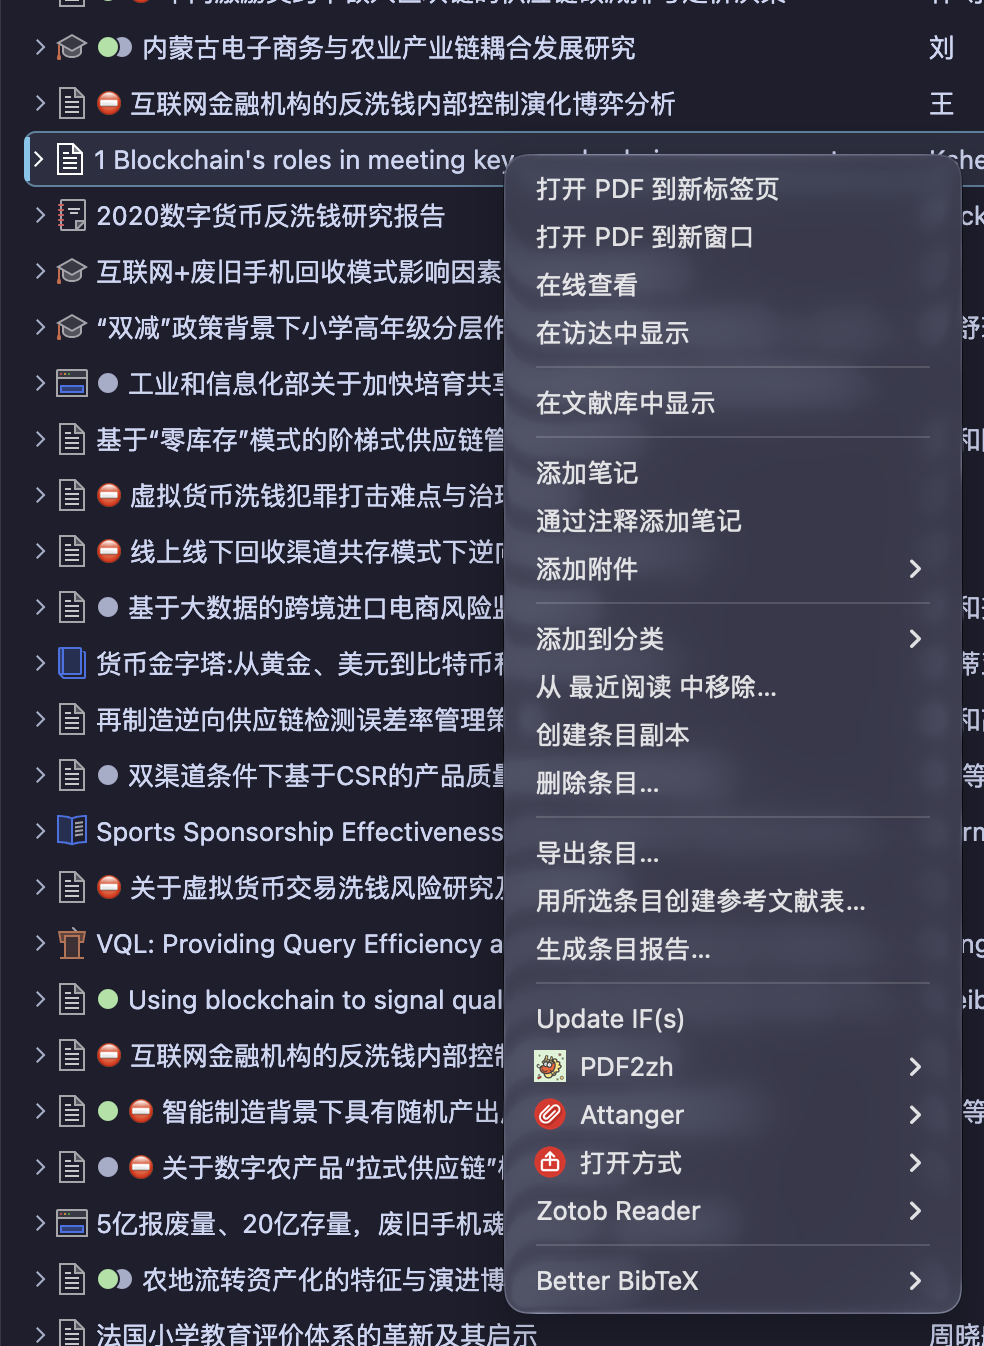 内蒙古电子商务与农业产业链耦合发展研究 刘
互联网金融机构的反洗钱内部控制演化博弈分析 王
1 Blockchain's roles in meeting key
2020数字货币反洗钱研究报告
互联网+废旧手机回收模式影响因素
“双减”政策背景下小学高年级分层作
工业和信息化部关于加快培育共享
基于“零库存”模式的阶梯式供应链管
虚拟货币洗钱犯罪打击难点与治理
线上线下回收渠道共存模式下逆向
基于大数据的跨境进口电商风险监
货币金字塔:从黄金、美元到比特币和
再制造逆向供应链检测误差率管理策
双渠道条件下基于CSR的产品质量 等
Sports Sponsorship Effectiveness
关于虚拟货币交易洗钱风险研究及
VQL: Providing Query Efficiency a
Using blockchain to signal qual
互联网金融机构的反洗钱内部控制
智能制造背景下具有随机产出 等
关于数字农产品“拉式供应链”
5亿报废量、20亿存量，废旧手机魂
农地流转资产化的特征与演进博
法国小学教育评价体系的革新及其启示 周晓
打开 PDF 到新标签页
打开 PDF 到新窗口
在线查看
在访达中显示
在文献库中显示
添加笔记
通过注释添加笔记
添加附件
添加到分类
从 最近阅读 中移除...
创建条目副本
删除条目...
导出条目...
用所选条目创建参考文献表...
生成条目报告...
Update IF(s)
PDF2zh
Attanger
打开方式
Zotob Reader
Better BibTeX